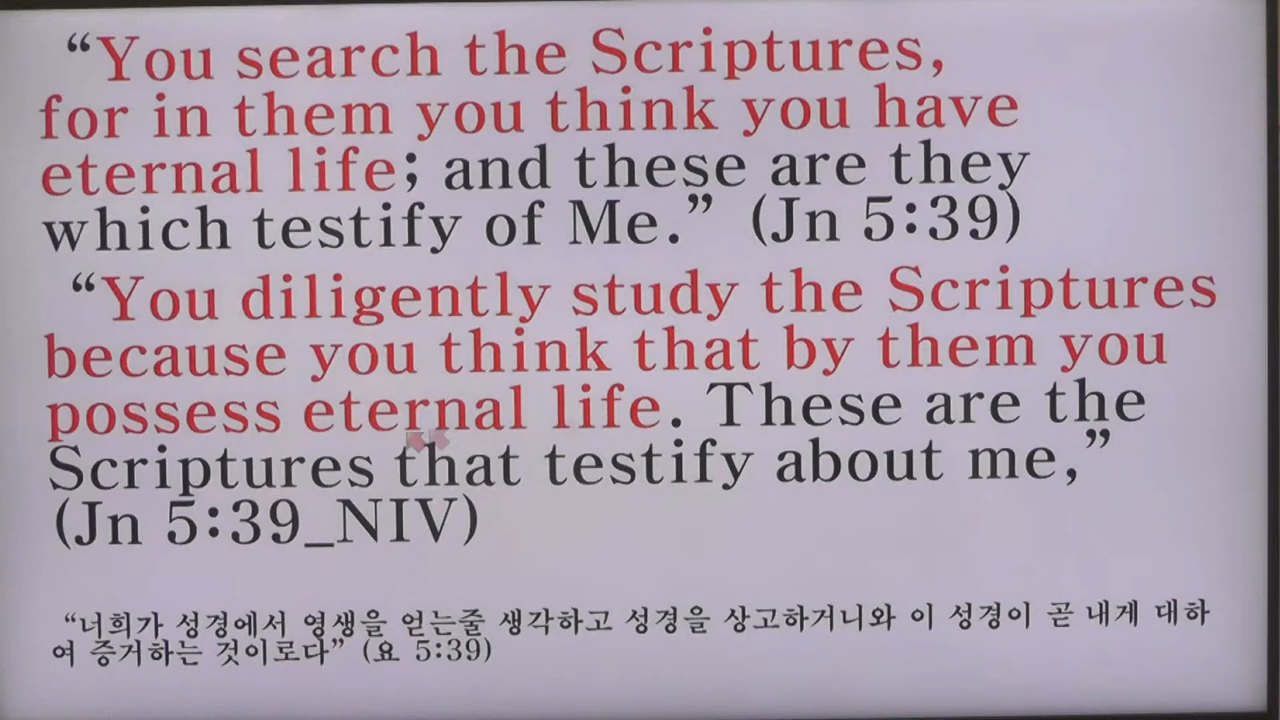 “You search the Scriptures,
for in them you think you have
eternal life; and these are they
which testify of Me.” (Jn 5:39)
“You diligently study the Scriptures
because you think that by them you
possess eternal life. These are the
Scriptures that testify about me,”
(Jn 5:39_NIV)
“너희가 성경에서 영생을 얻는줄 생각하고 성경을 상고하거니와 이 성경이 곧 내게 대하
여 증거하는 것이로다” (요 5:39)